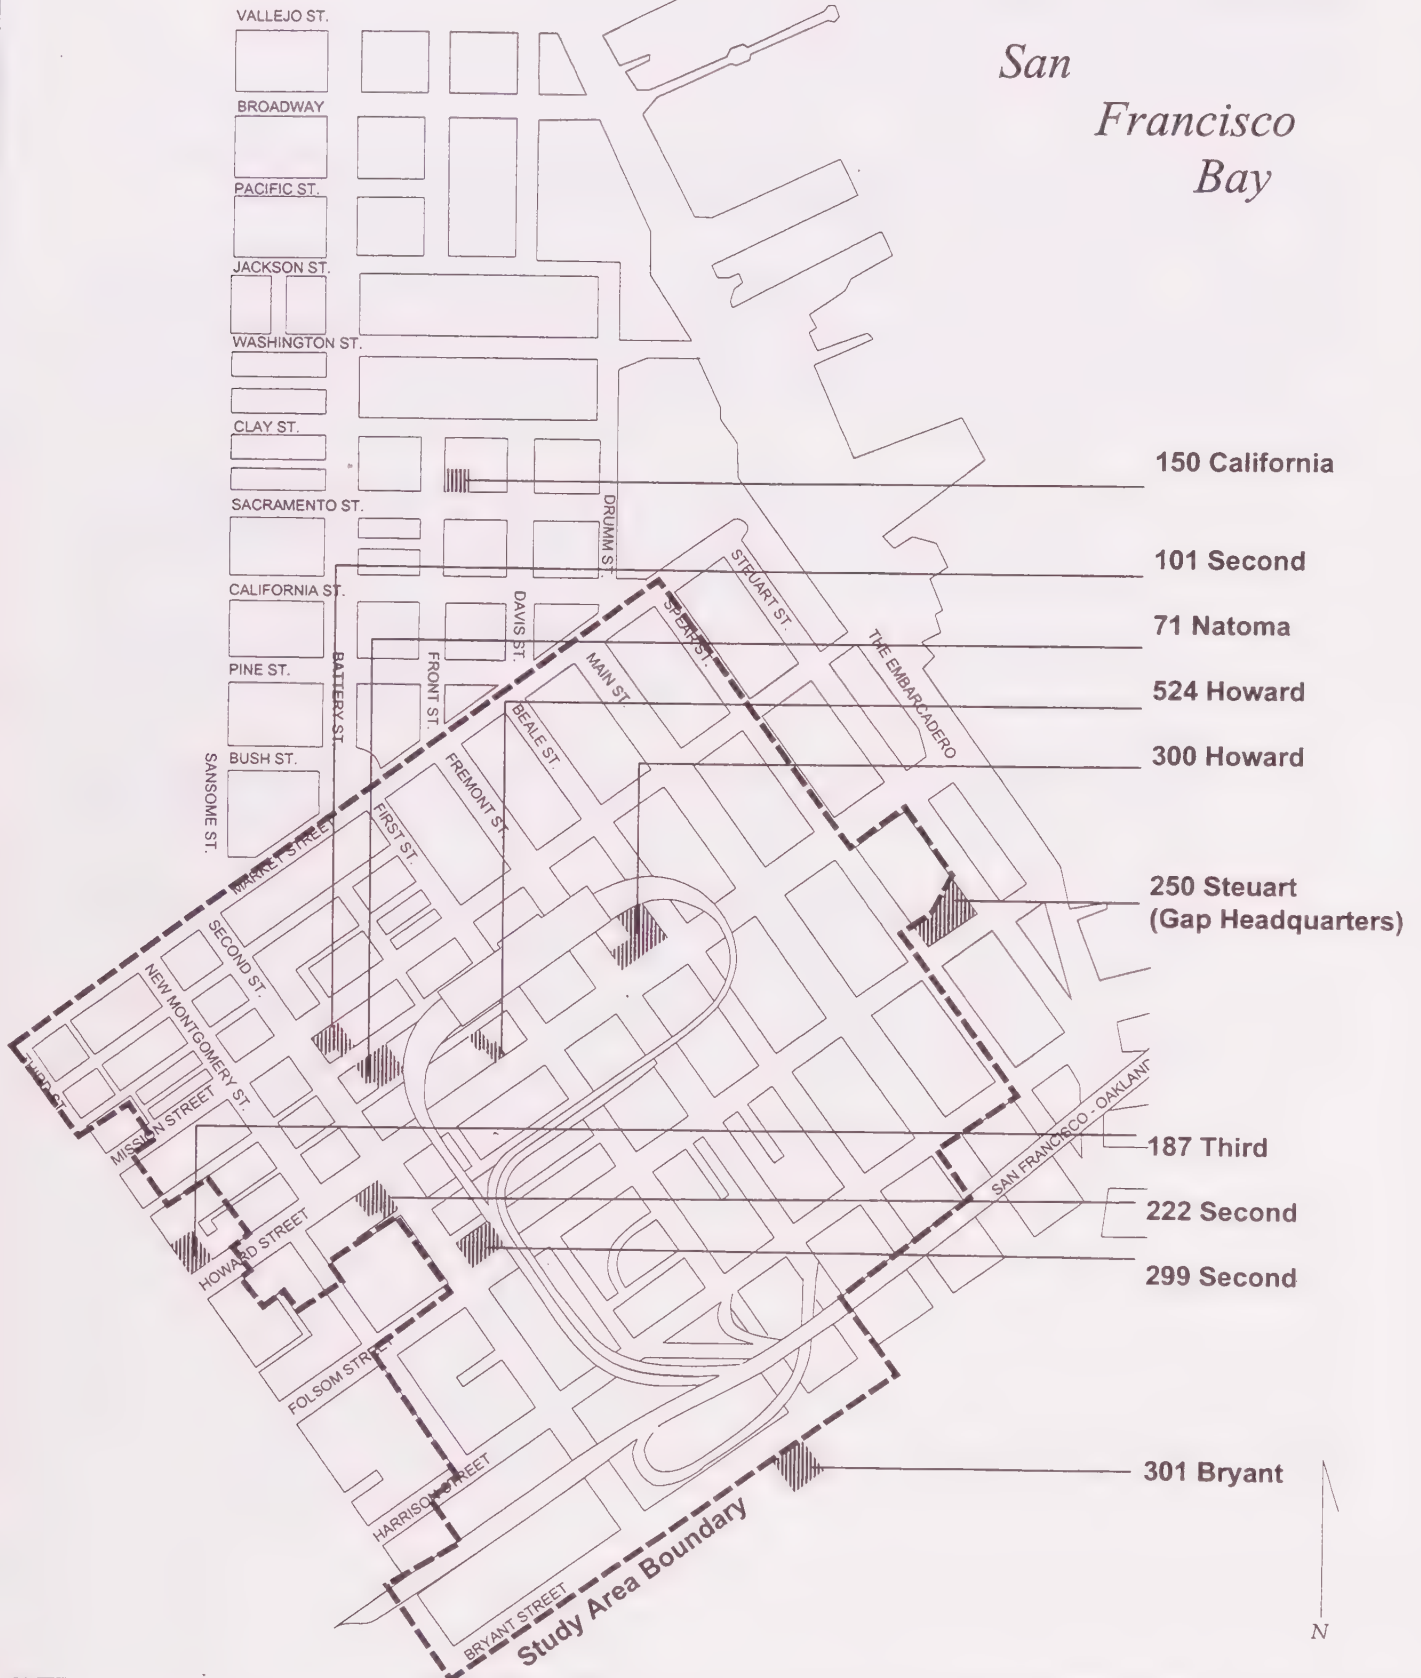 VALLEJO ST.
San
Francisco
Bay
BROADWAY
PACIFIC ST.
JACKSON ST.
WASHINGTON ST.
CLAY ST.
150 California
SACRAMENTO ST.
DRUMM ST.
STEUART ST.
101 Second
CALIFORNIA ST.
DAVIS ST.
SPEAR ST.
71 Natoma
THE EMBARCADERO
PINE ST.
BATTERY ST.
FRONT ST.
MAIN ST.
524 Howard
BEALE ST.
300 Howard
SANSOME ST.
BUSH ST.
FREMONT ST.
FIRST ST.
MARKET STREET
250 Steuart
(Gap Headquarters)
SECOND ST.
NEW MONTGOMERY ST.
THIRD ST.
MISSION STREET
SAN FRANCISCO - OAKLAND
187 Third
222 Second
HOWARD STREET
299 Second
FOLSOM STREET
HARRISON STREET
301 Bryant
BRYANT STREET
Study Area Boundary
N